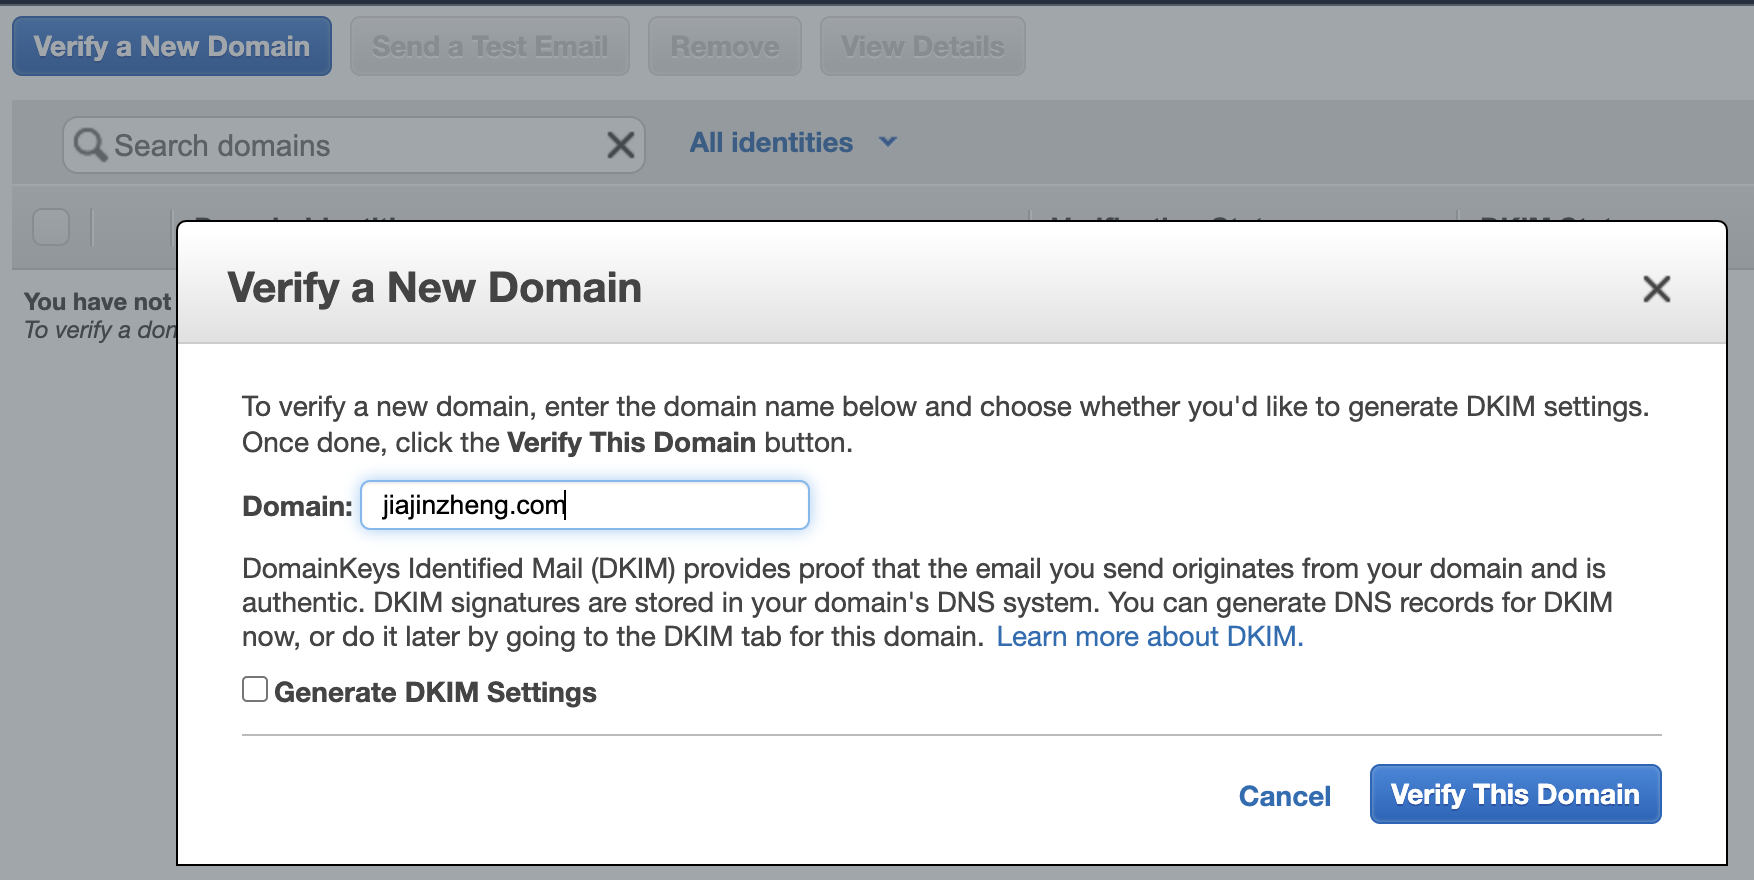 Verify a New Domain
Send a Test Email
Remove
View Details
Search domains
All identities
You have not
To verify a
Verify a New Domain
To verify a new domain, enter the domain name below and choose whether you'd like to generate DKIM settings.
Once done, click the Verify This Domain button.
Domain: jiajinzheng.com
DomainKeys Identified Mail (DKIM) provides proof that the email you send originates from your domain and is
authentic. DKIM signatures are stored in your domain's DNS system. You can generate DNS records for DKIM
now, or do it later by going to the DKIM tab for this domain. Learn more about DKIM.
Generate DKIM Settings
Cancel
Verify This Domain